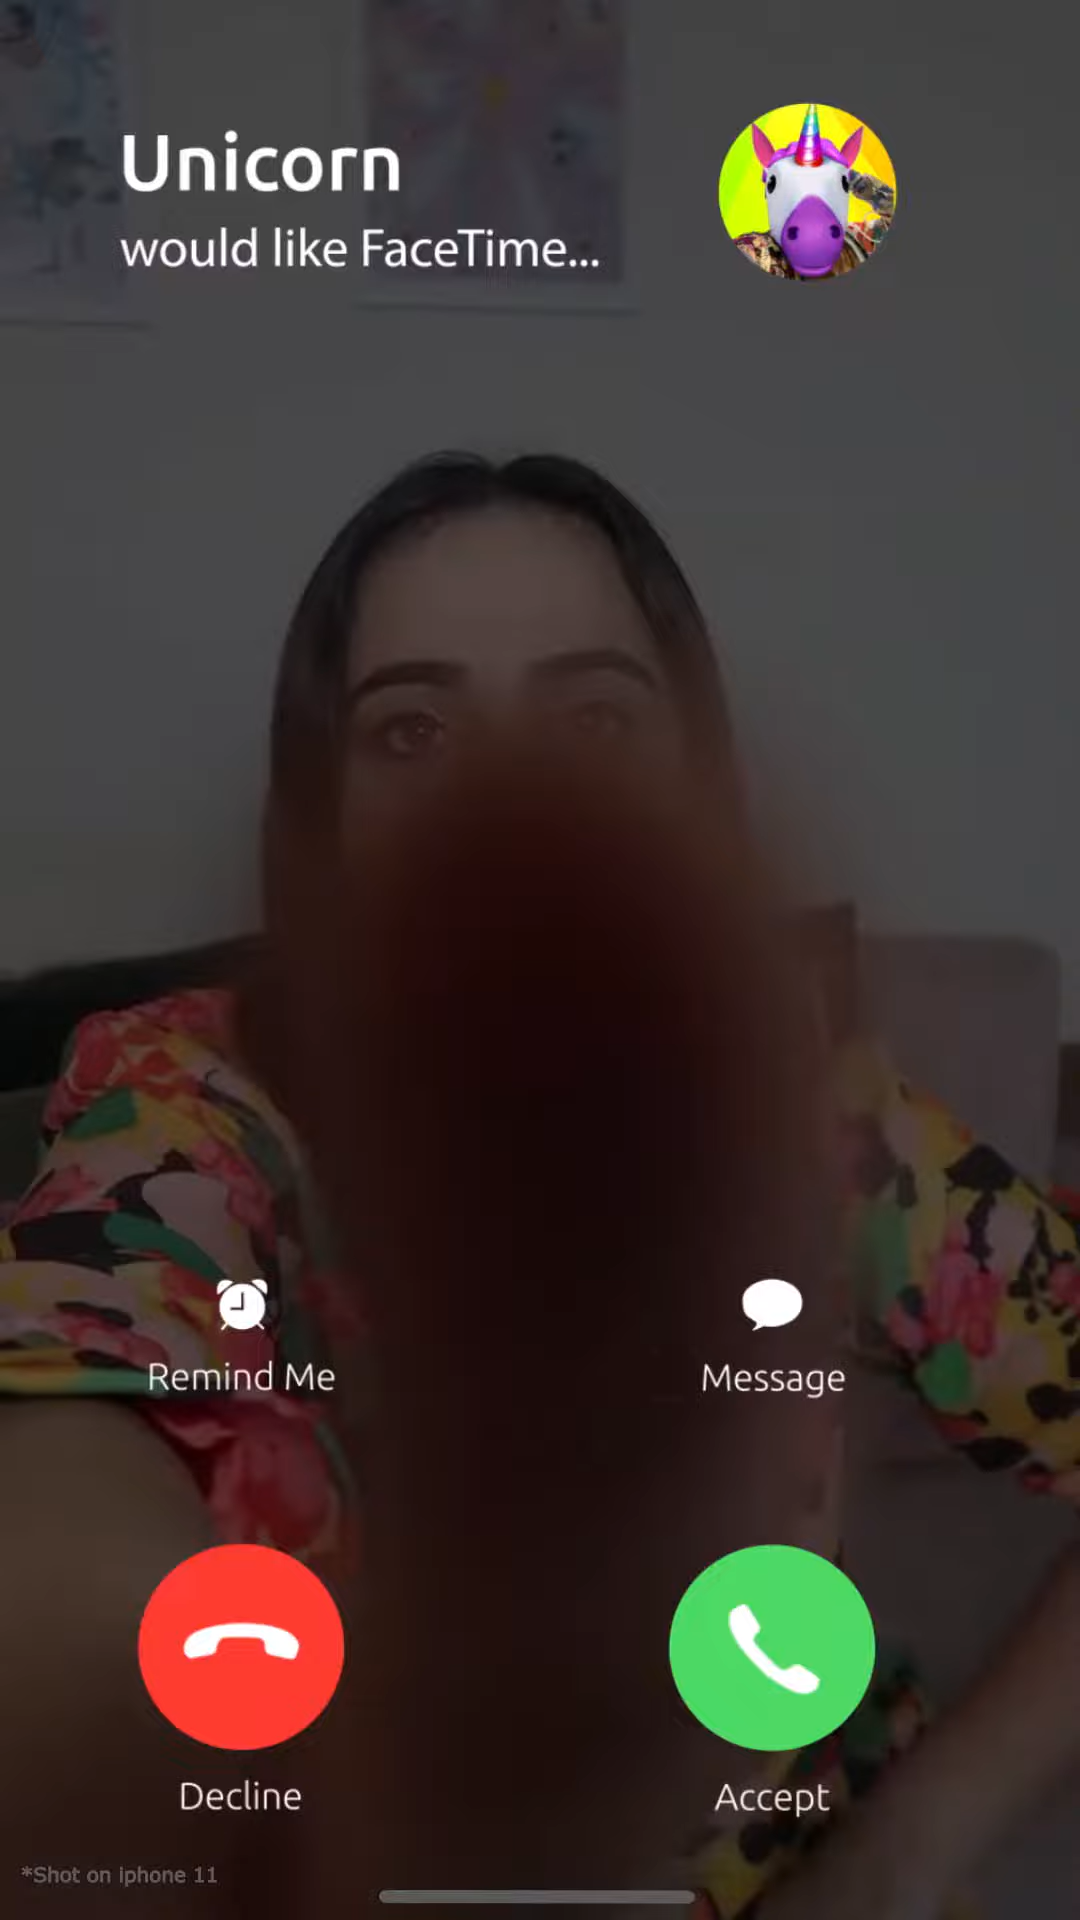 Unicorn
would like FaceTime...
Remind Me
Message
Decline
Accept
*Shot on iphone 11